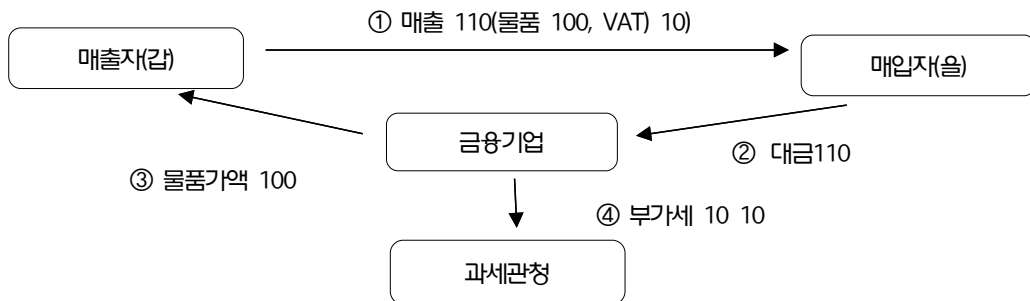 ① 매출 110(물품 100, VAT) 10)
매출자(갑)
매입자(을)
금융기업
② 대금110
③ 물품가액 100
④ 부가세 10 10
과세관청